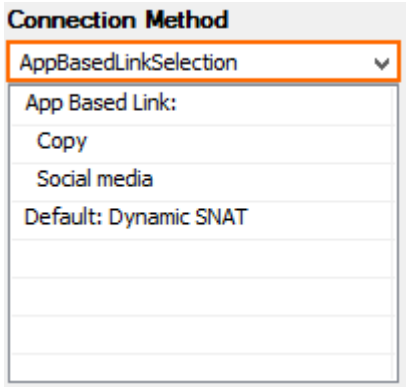 Connection Method
AppBasedLinkSelection
App Based Link:
Copy
Social media
Default: Dynamic SNAT